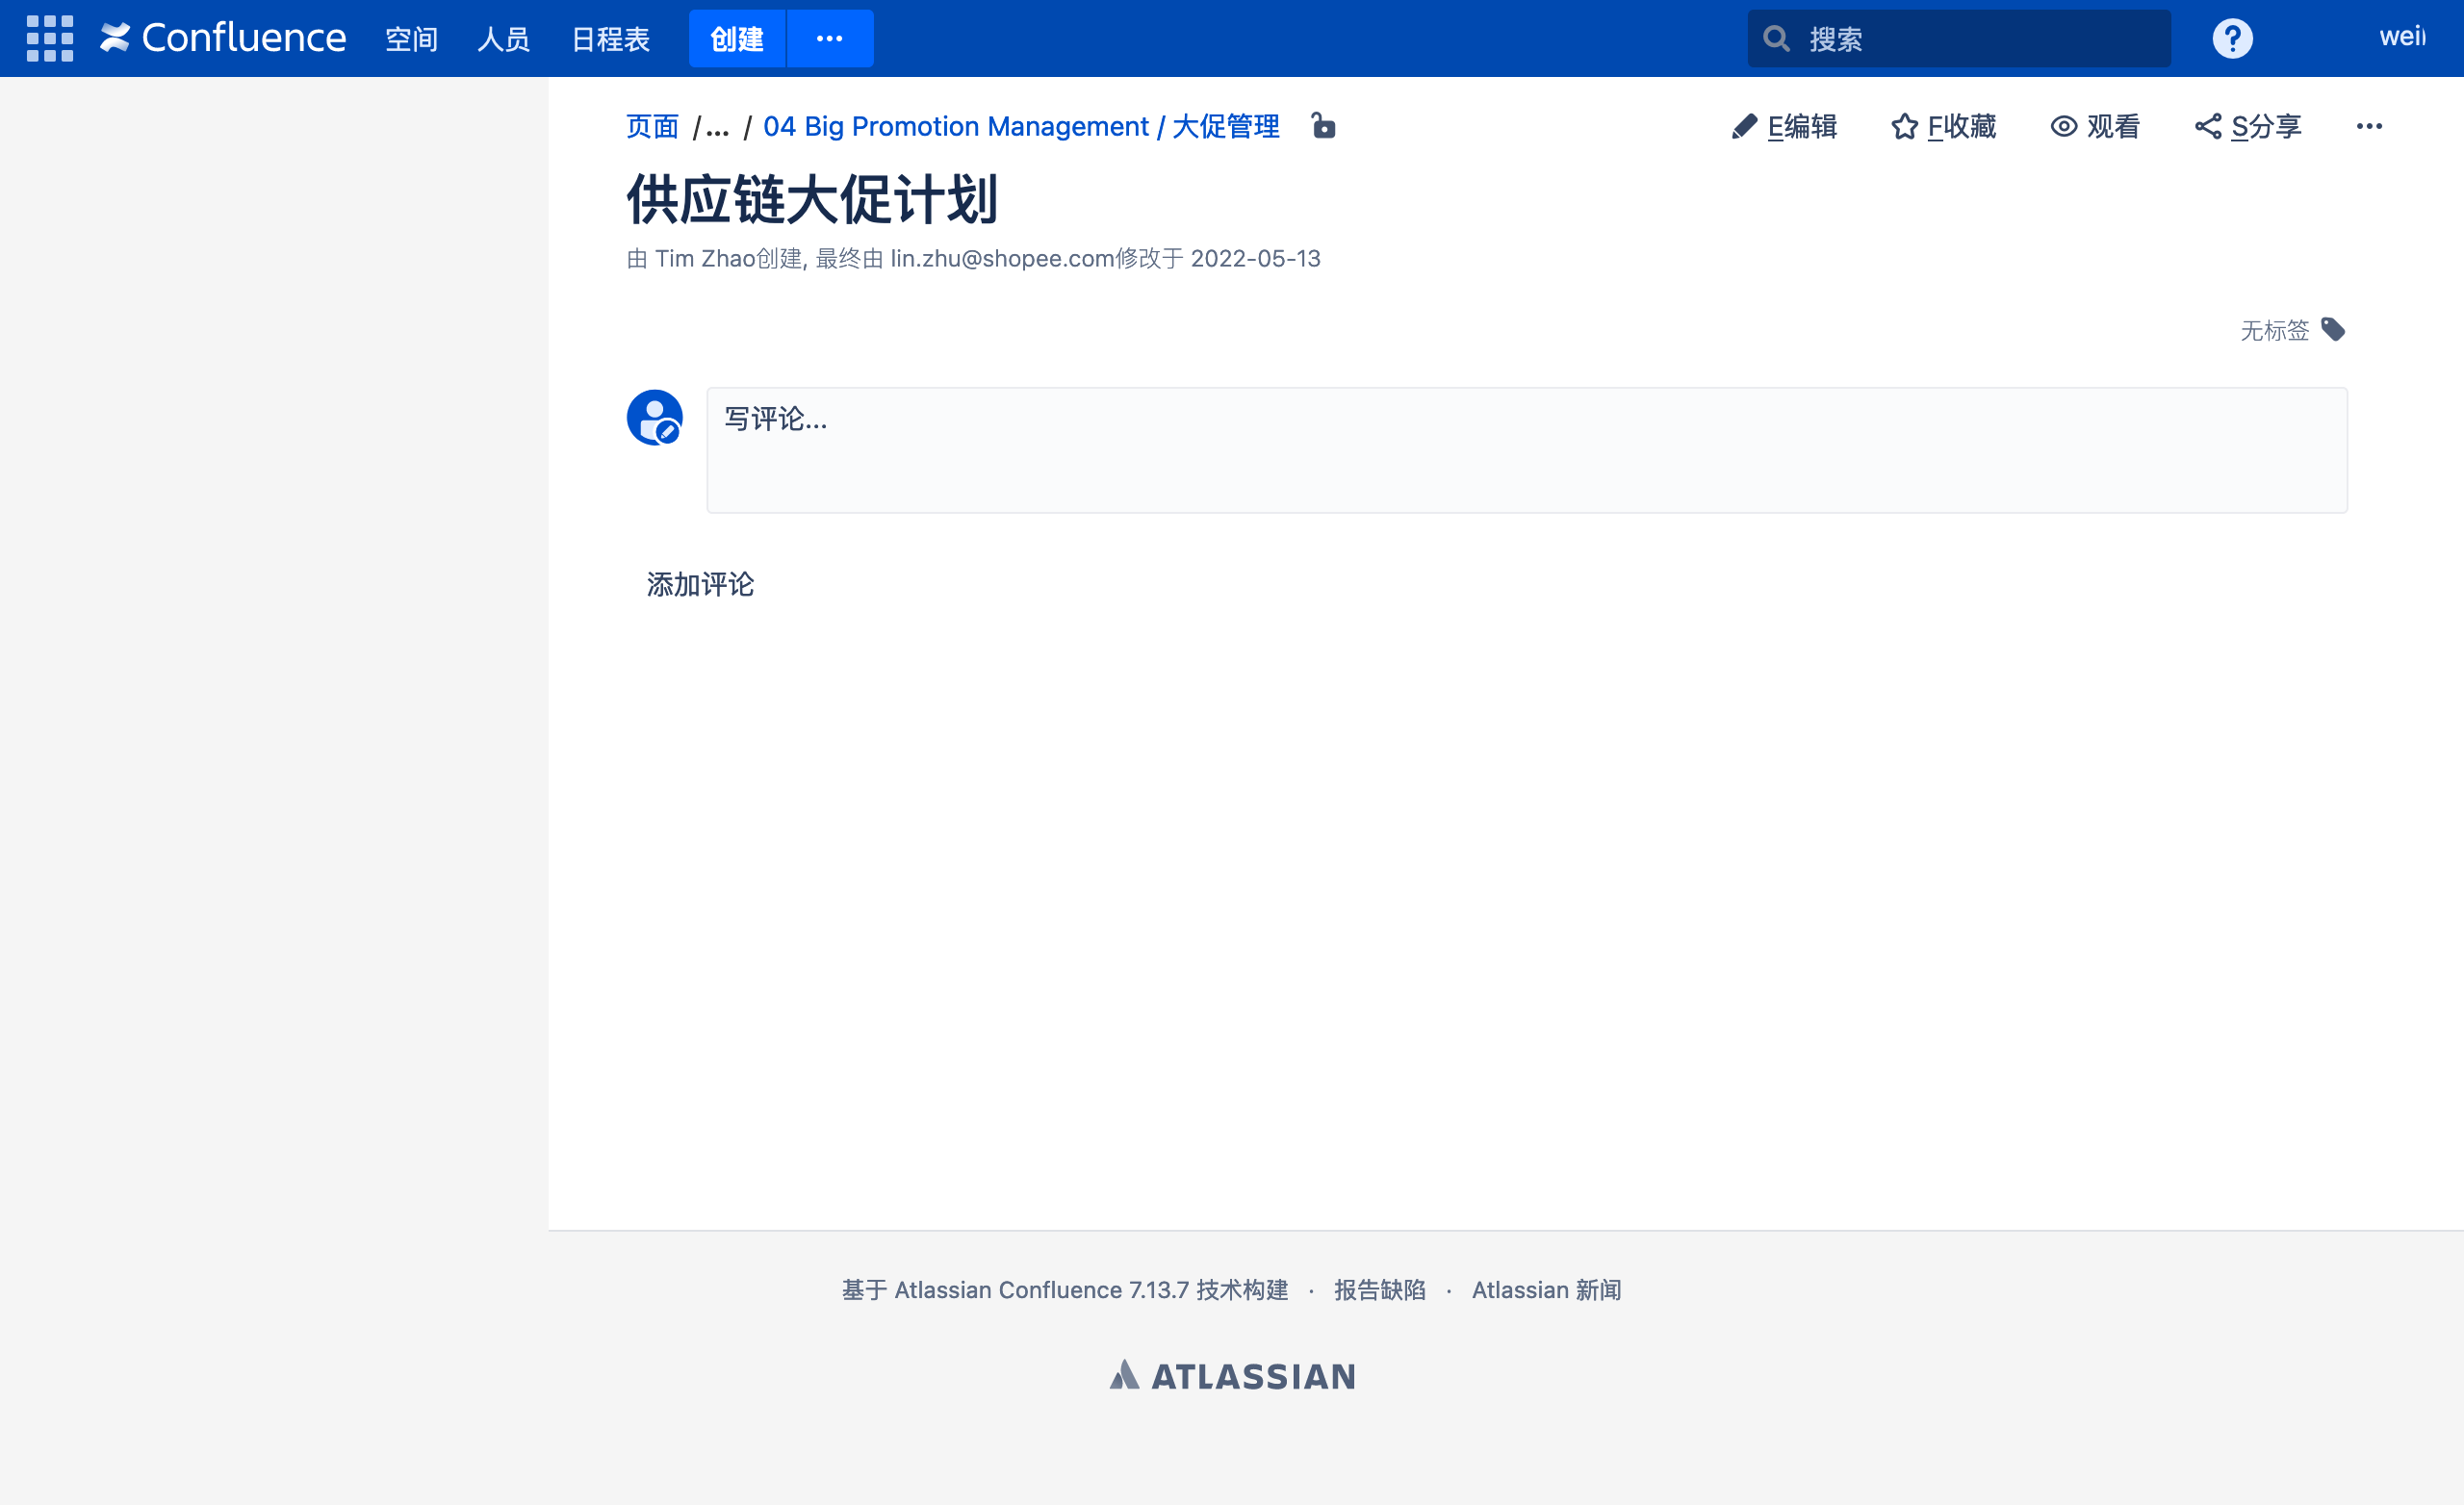 Confluence 空间 人员 日程表 创建 ••• 搜索 ? wei
页面 / ... / 04 Big Promotion Management / 大促管理 E编辑 F收藏 观看 S分享 •••
供应链大促计划
由 Tim Zhao创建, 最终由 lin.zhu@shopee.com修改于 2022-05-13
无标签
写评论...
添加评论
基于 Atlassian Confluence 7.13.7 技术构建 · 报告缺陷 · Atlassian 新闻
ATLASSIAN